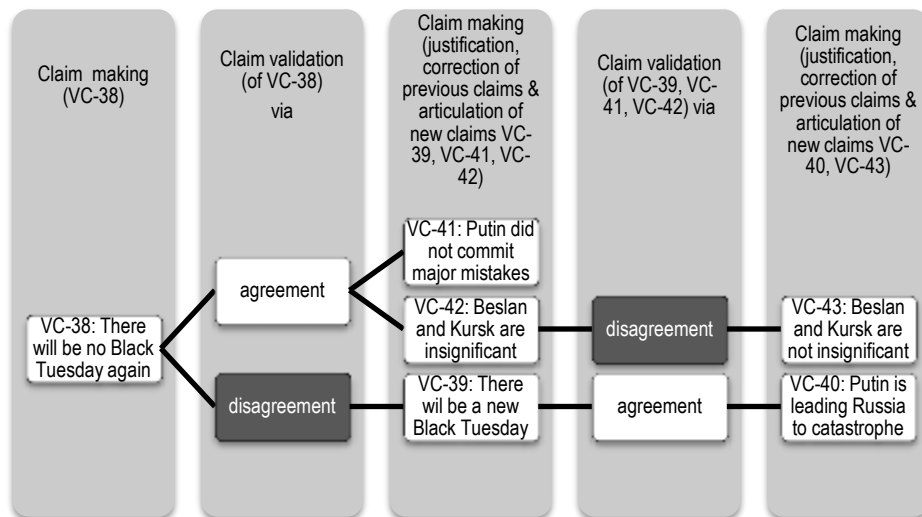 Claim making
(VC-38)
Claim validation
(of VC-38)
via
Claim making
(justification,
correction of
previous claims &
articulation of
new claims VC-
39, VC-41, VC-
42)
Claim validation
(of VC-39, VC-
41, VC-42) via
Claim making
(justification,
correction of
previous claims &
articulation of
new claims VC-
40, VC-43)
VC-38: There
will be no Black
Tuesday again
agreement
disagreement
VC-41: Putin did
not commit
major mistakes
VC-42: Beslan
and Kursk are
insignificant
VC-39: There
wil be a new
Black Tuesday
disagreement
agreement
VC-43: Beslan
and Kursk are
not insignificant
VC-40: Putin is
leading Russia
to catastrophe